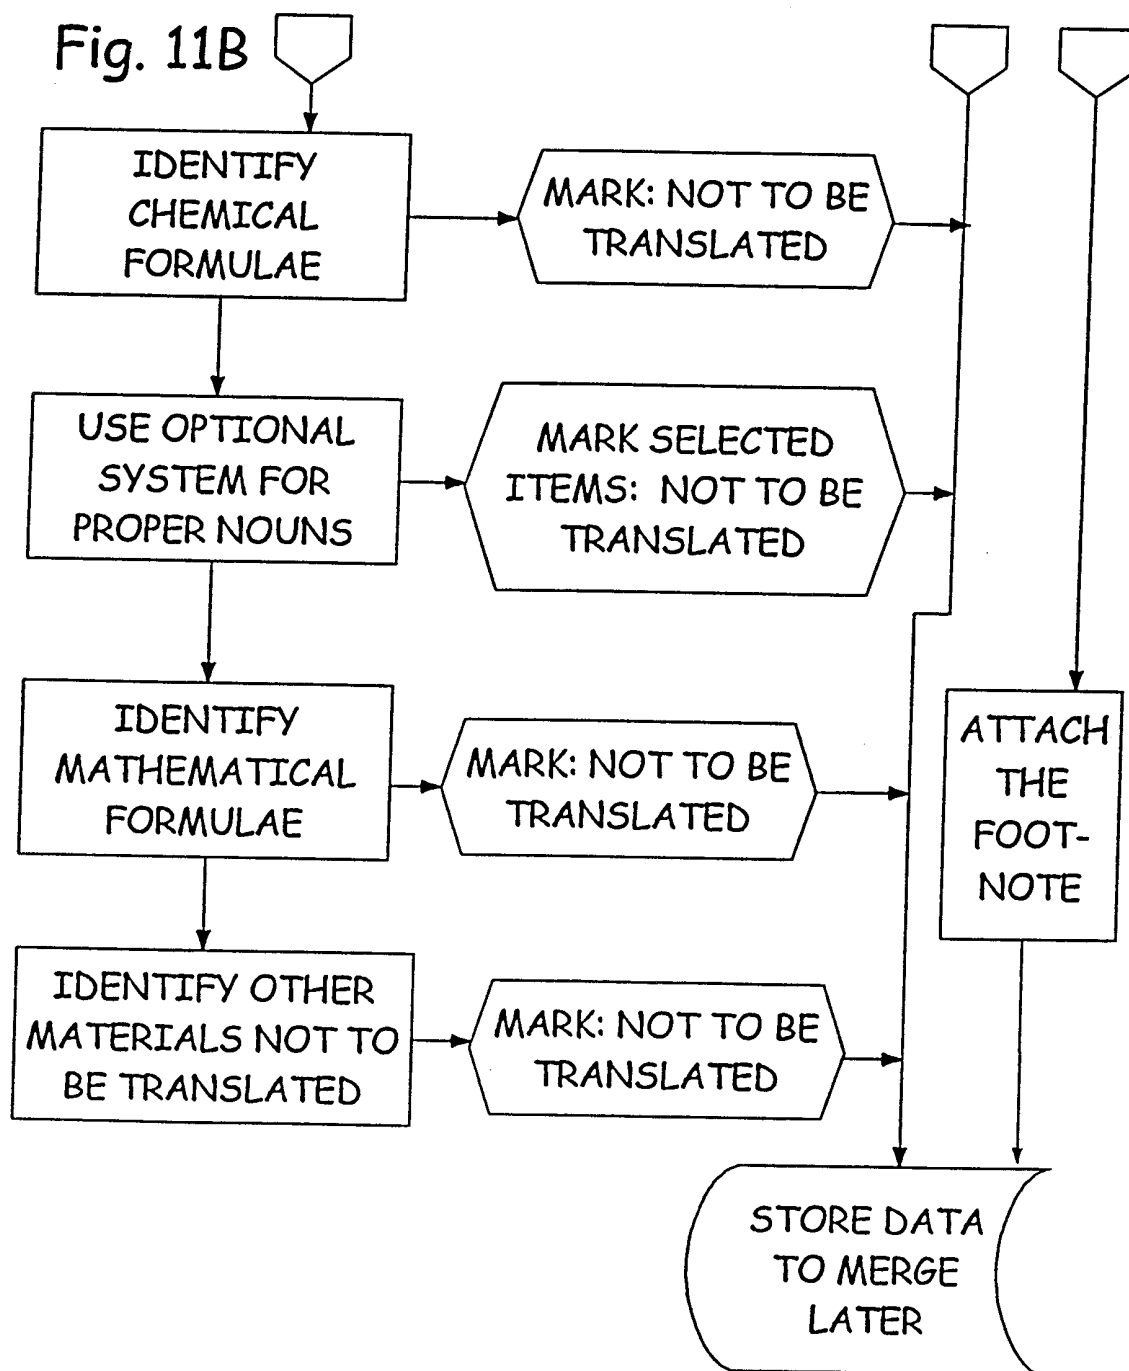 Fig. 11B
IDENTIFY
CHEMICAL
FORMULAE
MARK: NOT TO BE
TRANSLATED
USE OPTIONAL
SYSTEM FOR
PROPER NOUNS
MARK SELECTED
ITEMS: NOT TO BE
TRANSLATED
IDENTIFY
MATHEMATICAL
FORMULAE
MARK: NOT TO BE
TRANSLATED
ATTACH
THE
FOOT-
NOTE
IDENTIFY OTHER
MATERIALS NOT TO
BE TRANSLATED
MARK: NOT TO BE
TRANSLATED
STORE DATA
TO MERGE
LATER